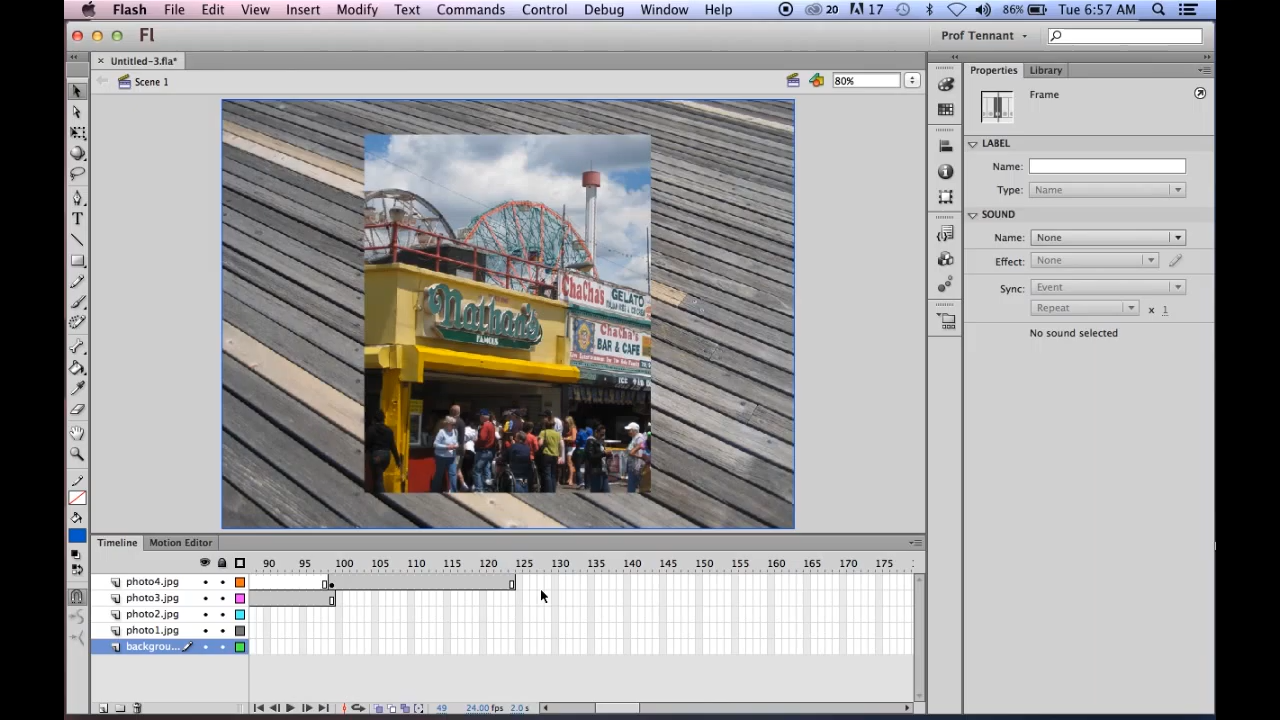 Flash File Edit View Insert Modify Text Commands Control Debug Window Help 20 17 86% Tue 6:57 AM
Fl Prof Tennant
Untitled-3.fla*
Scene 1 80%
Properties Library
Frame
LABEL
Name:
Type: Name
SOUND
Name: None
Effect: None
Sync: Event
Repeat x 1
No sound selected
Nathan's
FAMOUS
ChaCha's
GELATO
ChaCha's
BAR & CAFE
T
Timeline Motion Editor
90 95 100 105 110 115 120 125 130 135 140 145 150 155 160 165 170 175
photo4.jpg
photo3.jpg
photo2.jpg
photo1.jpg
backgrou...
49 24.00 fps 2.0 s